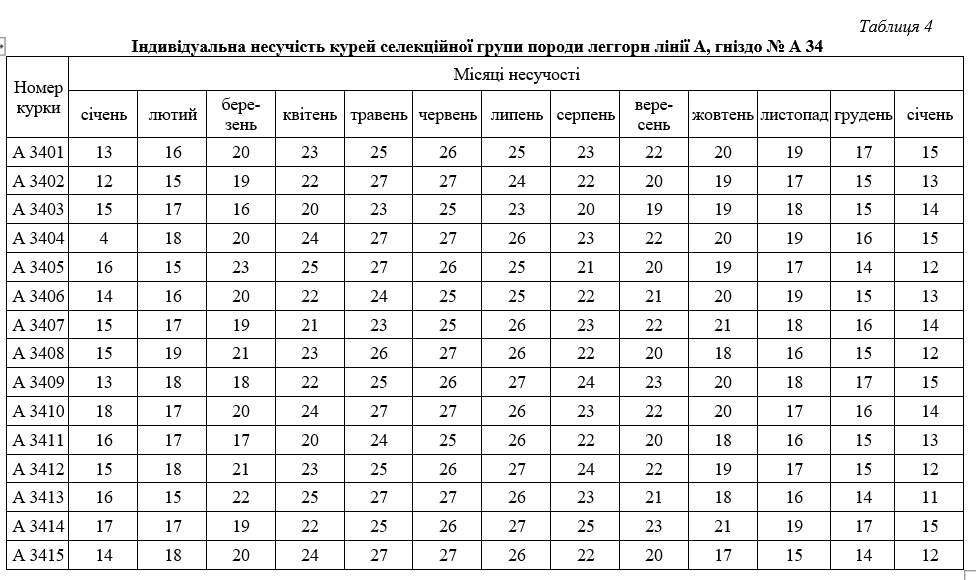 Таблиця 4
Індивідуальна несучість курей селекційної групи породи леггорн лінії А, гніздо № А 34
Номер курки Місяці несучості
січень лютий бере-зень квітень травень червень липень серпень вере-сень жовтень листопад грудень січень
А 3401 13 16 20 23 25 26 25 23 22 20 19 17 15
А 3402 12 15 19 22 27 27 24 22 20 19 17 15 13
А 3403 15 17 16 20 23 25 23 20 19 19 18 15 14
А 3404 4 18 20 24 27 27 26 23 22 20 19 16 15
А 3405 16 15 23 25 27 26 25 21 20 19 17 14 12
А 3406 14 16 20 22 24 25 25 22 21 20 19 15 13
А 3407 15 17 19 21 23 25 26 23 22 21 18 16 14
А 3408 15 19 21 23 26 27 26 22 20 18 16 15 12
А 3409 13 18 18 22 25 26 27 24 23 20 18 17 15
А 3410 18 17 20 24 27 27 26 23 22 20 17 16 14
А 3411 16 17 17 20 24 25 26 22 20 18 16 15 13
А 3412 15 18 21 23 25 26 27 24 22 19 17 15 12
А 3413 16 15 22 25 27 27 26 23 21 18 16 14 11
А 3414 17 17 19 22 25 26 27 25 23 21 19 17 15
А 3415 14 18 20 24 27 27 26 22 20 17 15 14 12